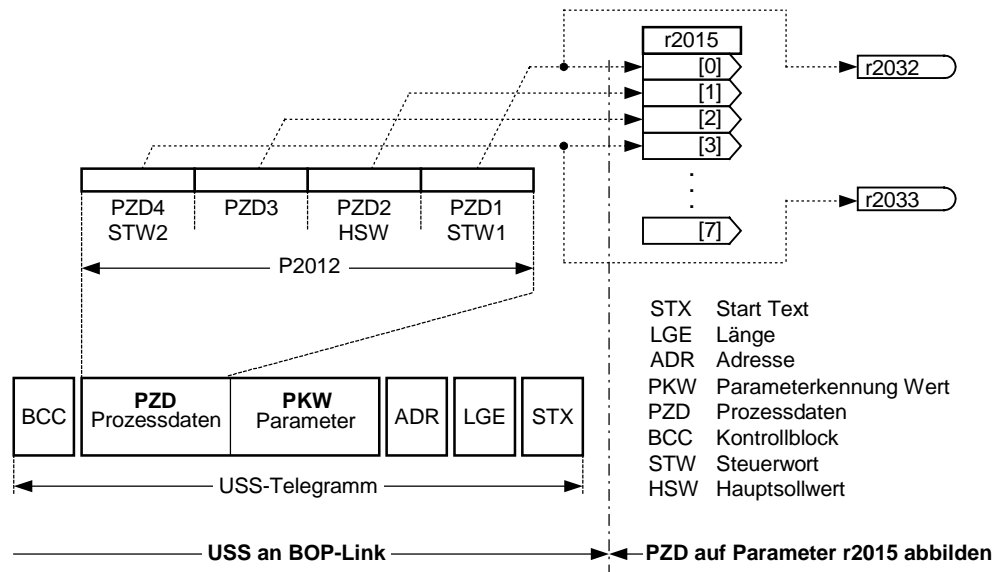 r2015
[0]
r2032
[1]
[2]
[3]
PZD4 PZD3 PZD2 PZD1
STW2 HSW STW1
r2033
[7]
P2012
STX Start Text
LGE Länge
ADR Adresse
PKW Parameterkennung Wert
PZD Prozessdaten
BCC Kontrollblock
STW Steuerwort
HSW Hauptsollwert
BCC
PZD
Prozessdaten
PKW
Parameter
ADR
LGE
STX
USS-Telegramm
USS an BOP-Link
PZD auf Parameter r2015 abbilden